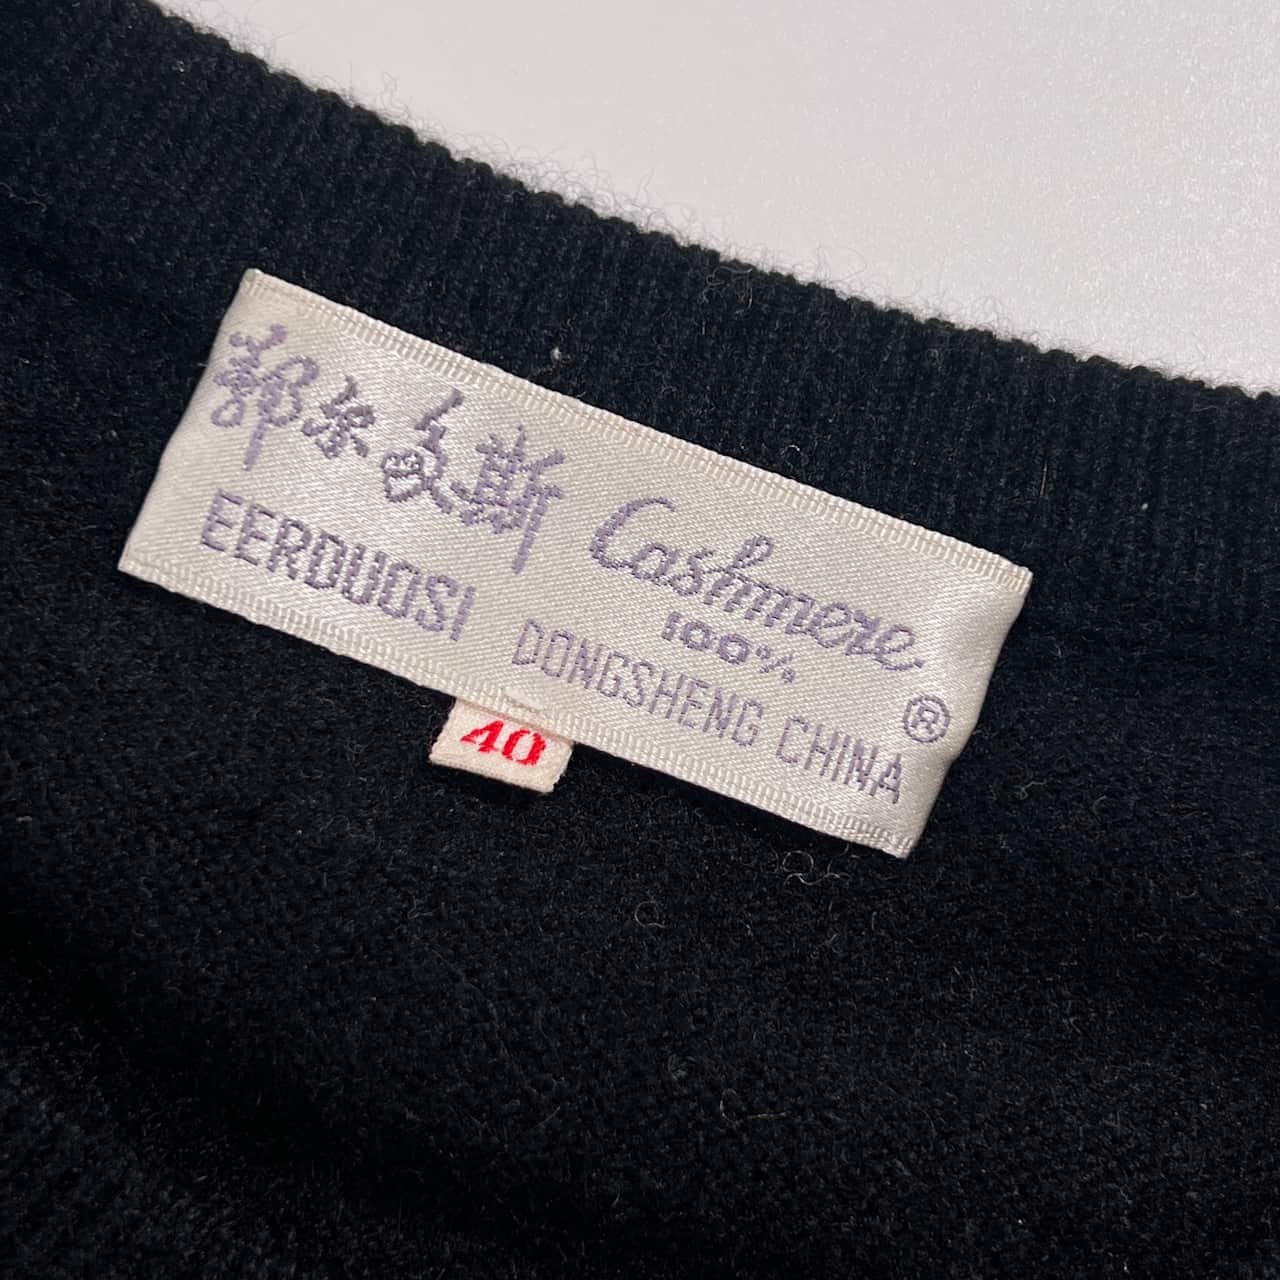 鄂尔多斯 Cashmere
100%
EERDUOSI DONGSHENG CHINA ®
40